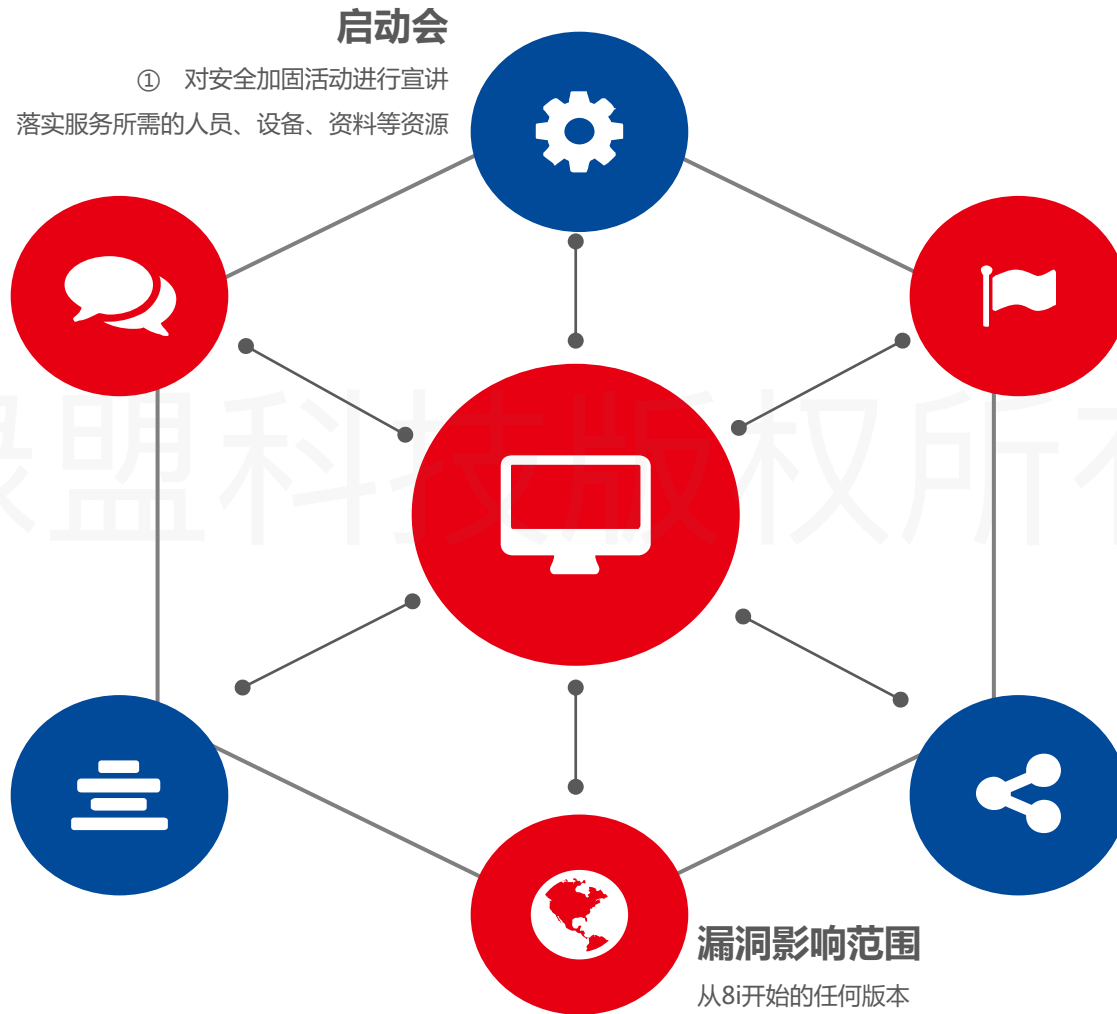 启动会
① 对安全加固活动进行宣讲
落实服务所需的人员、设备、资料等资源
绿盟科技版权所有
漏洞影响范围
从8i开始的任何版本